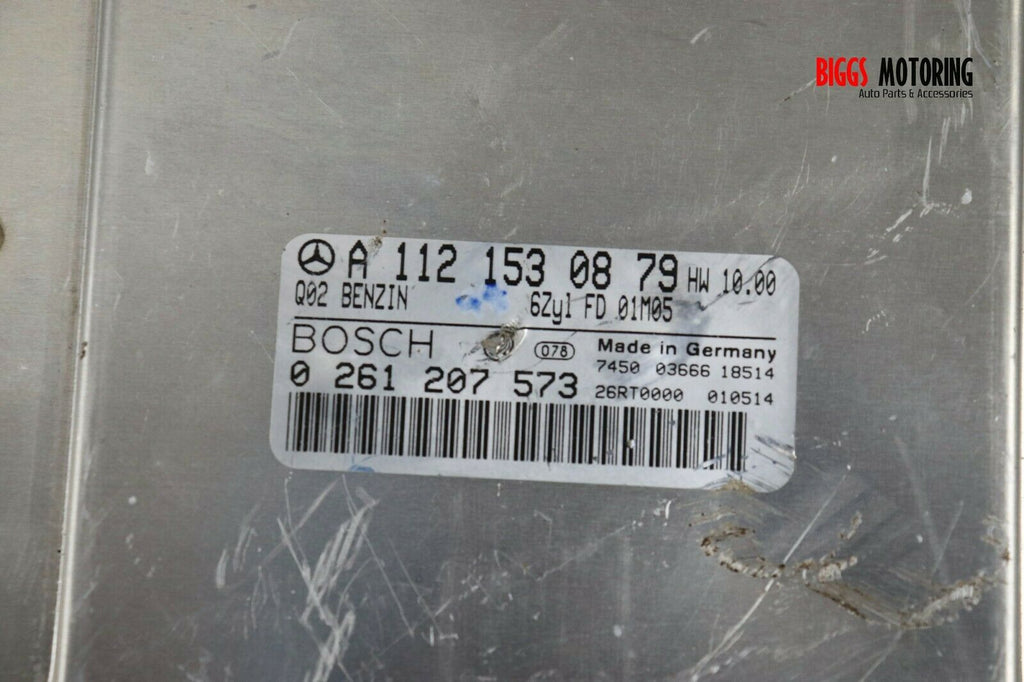 BIGGS MOTORING
Auto Parts & Accessories
A 112 153 08 79 HW 10.00
Q02 BENZIN 6Zyl FD 01M05
BOSCH 078 Made in Germany
7450 03666 18514
0 261 207 573 26RT0000 010514